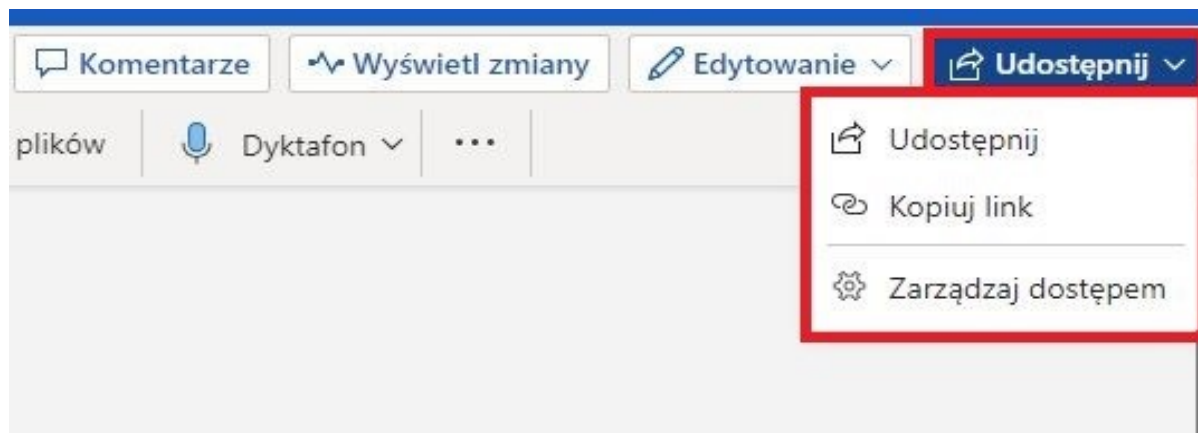 Komentarze Wyświetl zmiany Edytowanie Udostępnij
plików Dyktafon ...
Udostępnij
Kopiuj link
Zarządzaj dostępem